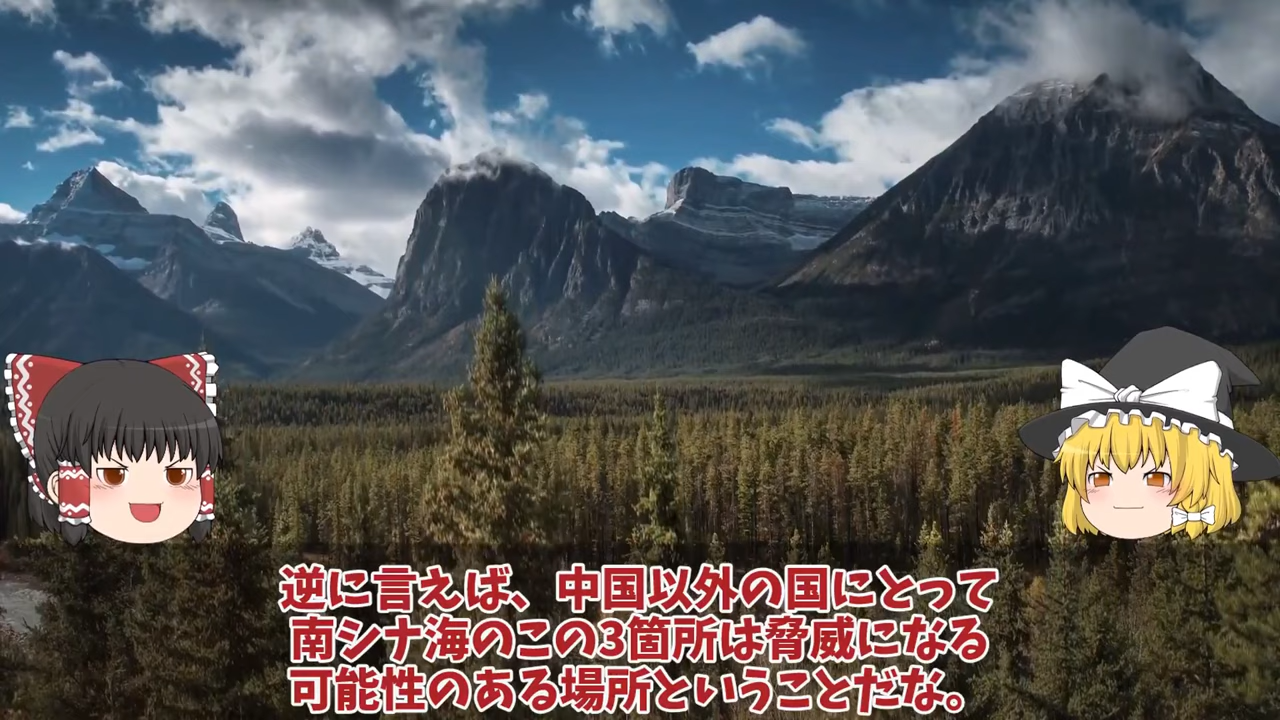 逆に言えば、中国以外の国にとって
南シナ海のこの3箇所は脅威になる
可能性のある場所ということだな。